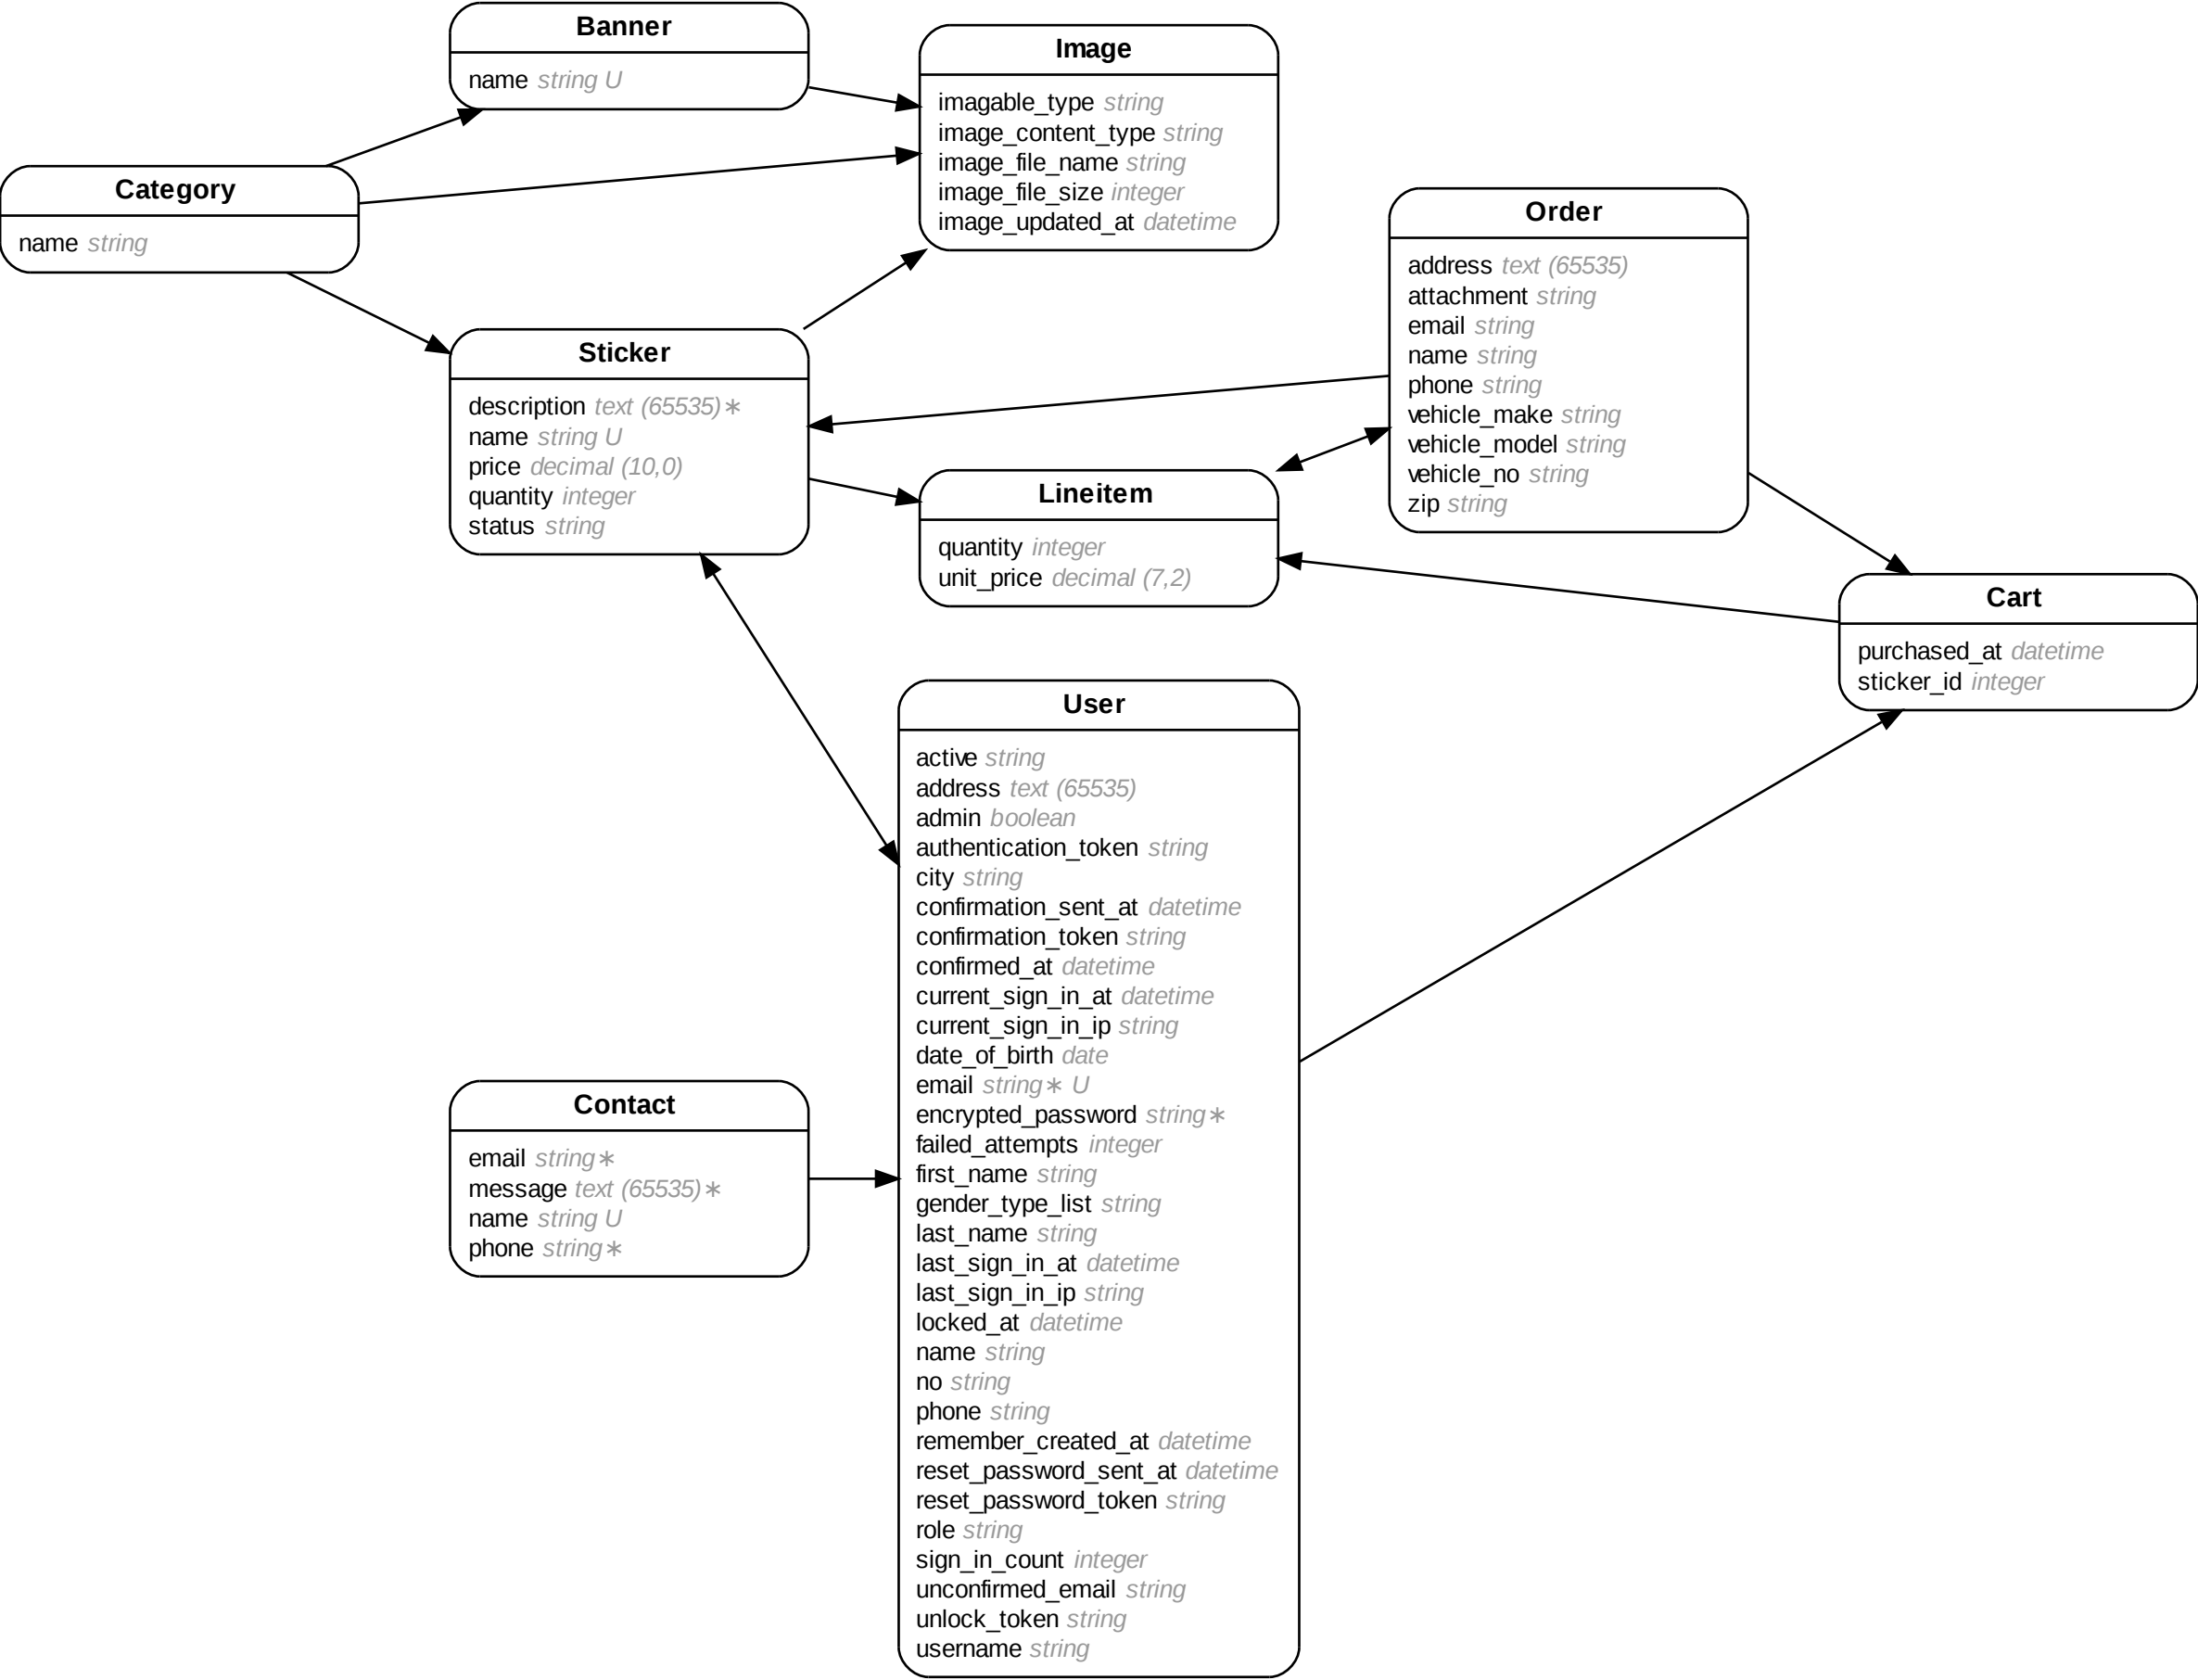 Banner
name string U
Image
imagable_type string
image_content_type string
image_file_name string
image_file_size integer
image_updated_at datetime
Category
name string
Order
address text (65535)
attachment string
email string
name string
phone string
vehicle_make string
vehicle_model string
vehicle_no string
zip string
Sticker
description text (65535)∗
name string U
price decimal (10,0)
quantity integer
status string
Lineitem
quantity integer
unit_price decimal (7,2)
Cart
purchased_at datetime
sticker_id integer
User
active string
address text (65535)
admin boolean
authentication_token string
city string
confirmation_sent_at datetime
confirmation_token string
confirmed_at datetime
current_sign_in_at datetime
current_sign_in_ip string
date_of_birth date
email string∗ U
encrypted_password string∗
failed_attempts integer
first_name string
gender_type_list string
last_name string
last_sign_in_at datetime
last_sign_in_ip string
locked_at datetime
name string
no string
phone string
remember_created_at datetime
reset_password_sent_at datetime
reset_password_token string
role string
sign_in_count integer
unconfirmed_email string
unlock_token string
username string
Contact
email string∗
message text (65535)∗
name string U
phone string∗